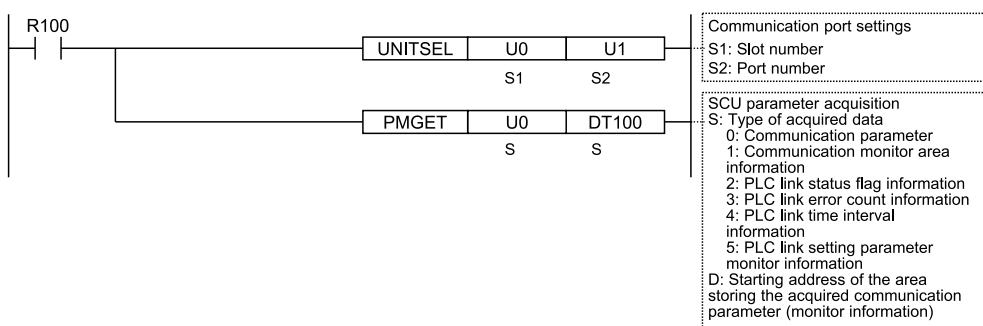 R100
UNITSEL U0 U1
S1 S2
PMGET U0 DT100
S S
Communication port settings
S1: Slot number
S2: Port number
SCU parameter acquisition
S: Type of acquired data
0: Communication parameter
1: Communication monitor area
information
2: PLC link status flag information
3: PLC link error count information
4: PLC link time interval
information
5: PLC link setting parameter
monitor information
D: Starting address of the area
storing the acquired communication
parameter (monitor information)